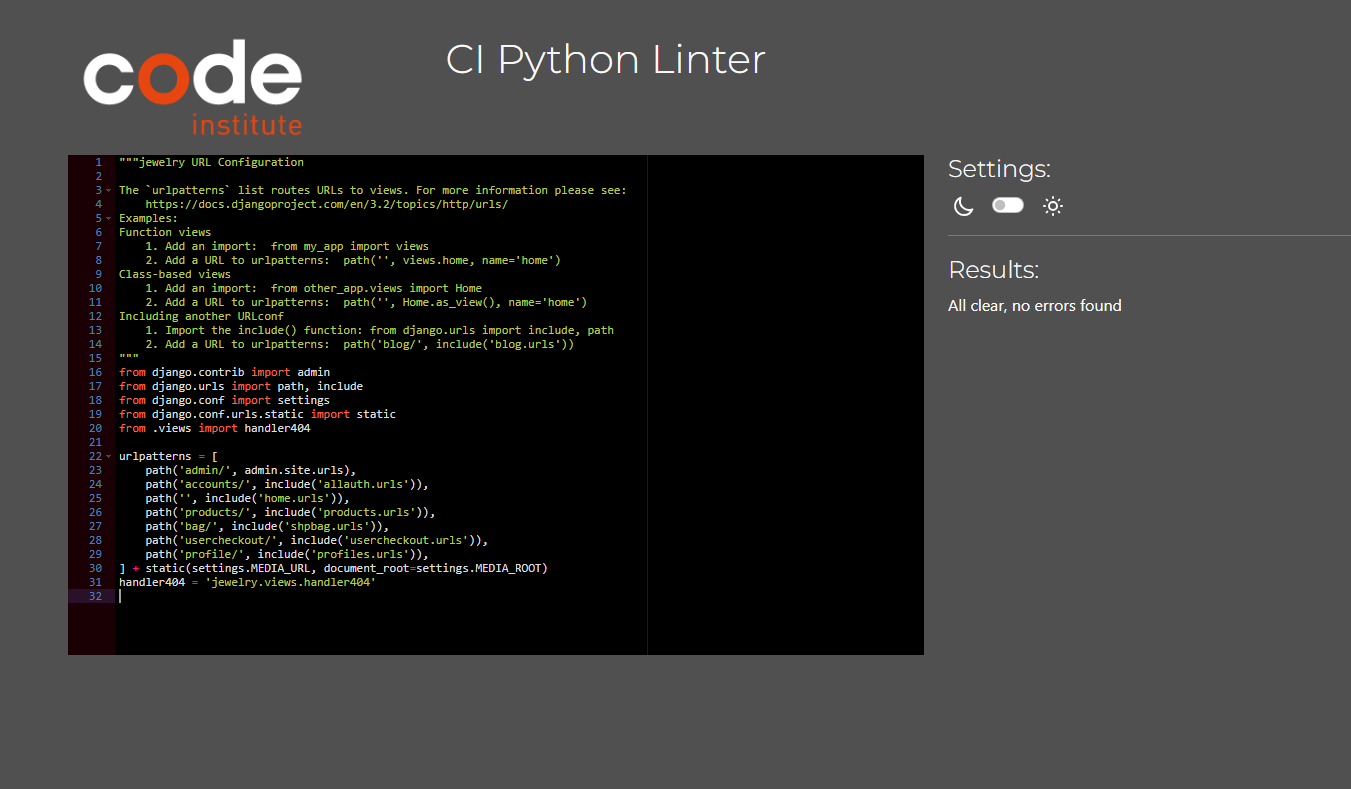 code
institute
CI Python Linter
1 """jewelry URL Configuration
2
3 The `urlpatterns` list routes URLs to views. For more information please see:
4     https://docs.djangoproject.com/en/3.2/topics/http/urls/
5 Examples:
6 Function views
7     1. Add an import:  from my_app import views
8     2. Add a URL to urlpatterns:  path('', views.home, name='home')
9 Class-based views
10     1. Add an import:  from other_app.views import Home
11     2. Add a URL to urlpatterns:  path('', Home.as_view(), name='home')
12 Including another URLconf
13     1. Import the include() function: from django.urls import include, path
14     2. Add a URL to urlpatterns:  path('blog/', include('blog.urls'))
15 """
16 from django.contrib import admin
17 from django.urls import path, include
18 from django.conf import settings
19 from django.conf.urls.static import static
20 from .views import handler404
21
22 urlpatterns = [
23     path('admin/', admin.site.urls),
24     path('accounts/', include('allauth.urls')),
25     path('', include('home.urls')),
26     path('products/', include('products.urls')),
27     path('bag/', include('shpbag.urls')),
28     path('usercheckout/', include('usercheckout.urls')),
29     path('profile/', include('profiles.urls')),
30 ] + static(settings.MEDIA_URL, document_root=settings.MEDIA_ROOT)
31 handler404 = 'jewelry.views.handler404'
32
Settings:
Results:
All clear, no errors found